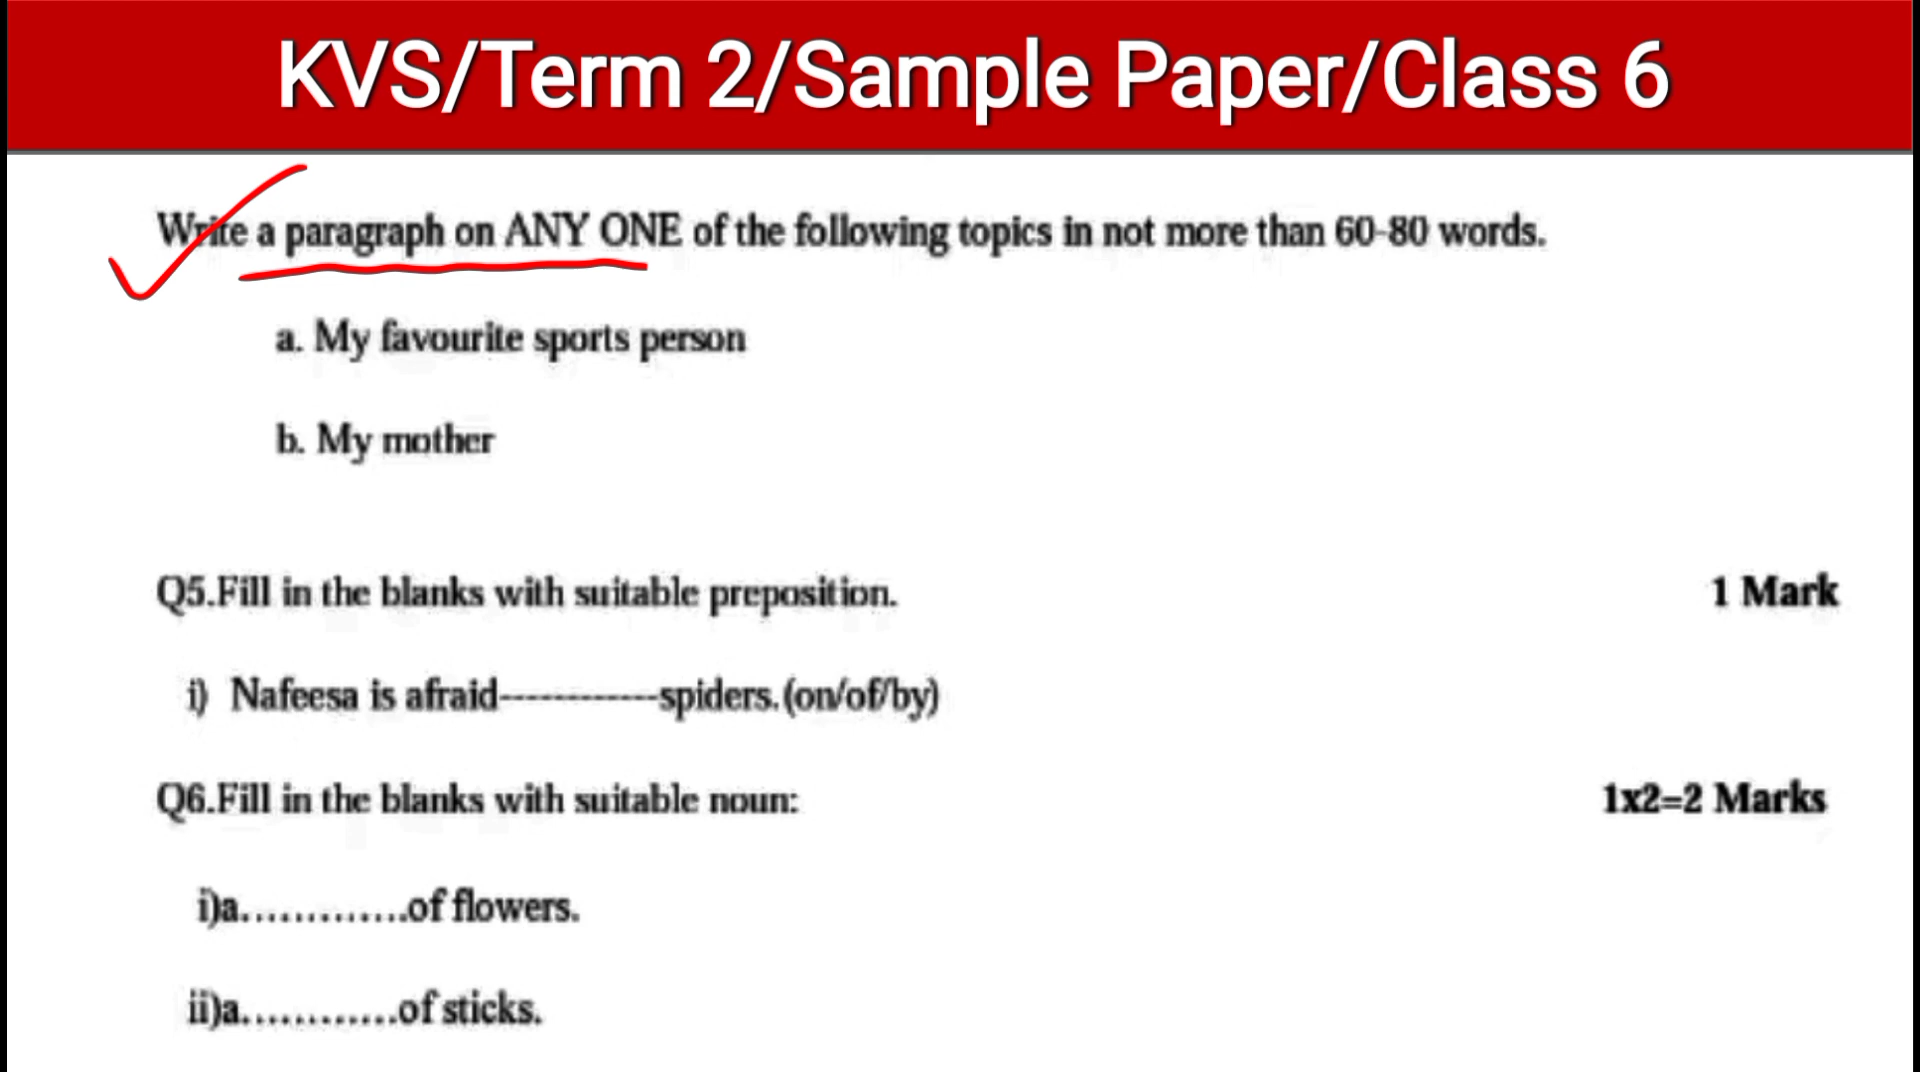 KVS/Term 2/Sample Paper/Class 6
Write a paragraph on ANY ONE of the following topics in not more than 60-80 words.
a. My favourite sports person
b. My mother
Q5.Fill in the blanks with suitable preposition. 1 Mark
i) Nafeesa is afraid-------------spiders.(on/of/by)
Q6.Fill in the blanks with suitable noun: 1x2=2 Marks
i)a.............of flowers.
ii)a............of sticks.